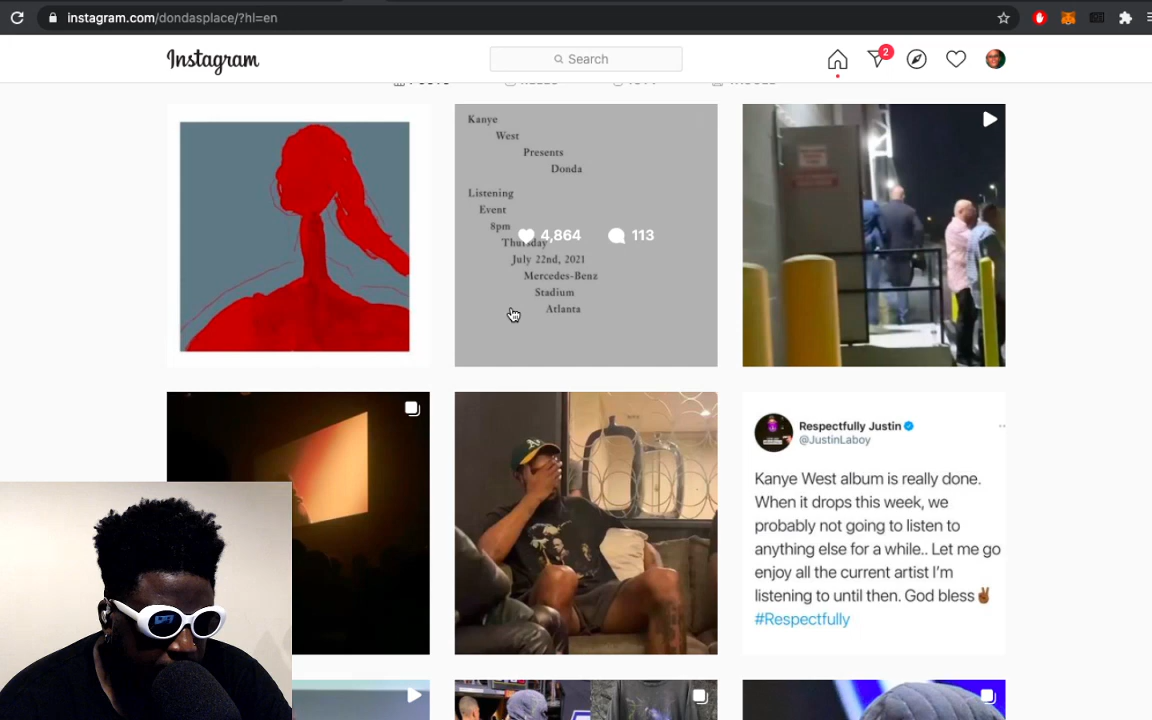 instagram.com/dondasplace/?hl=en
Instagram
Search
2
Kanye
West
Presents
Donda
Listening
Event
8pm
Thursday
July 22nd, 2021
Mercedes-Benz
Stadium
Atlanta
4,864
113
Respectfully Justin
@JustinLaboy
Kanye West album is really done.
When it drops this week, we
probably not going to listen to
anything else for a while.. Let me go
enjoy all the current artist I'm
listening to until then. God bless✌🏾
#Respectfully